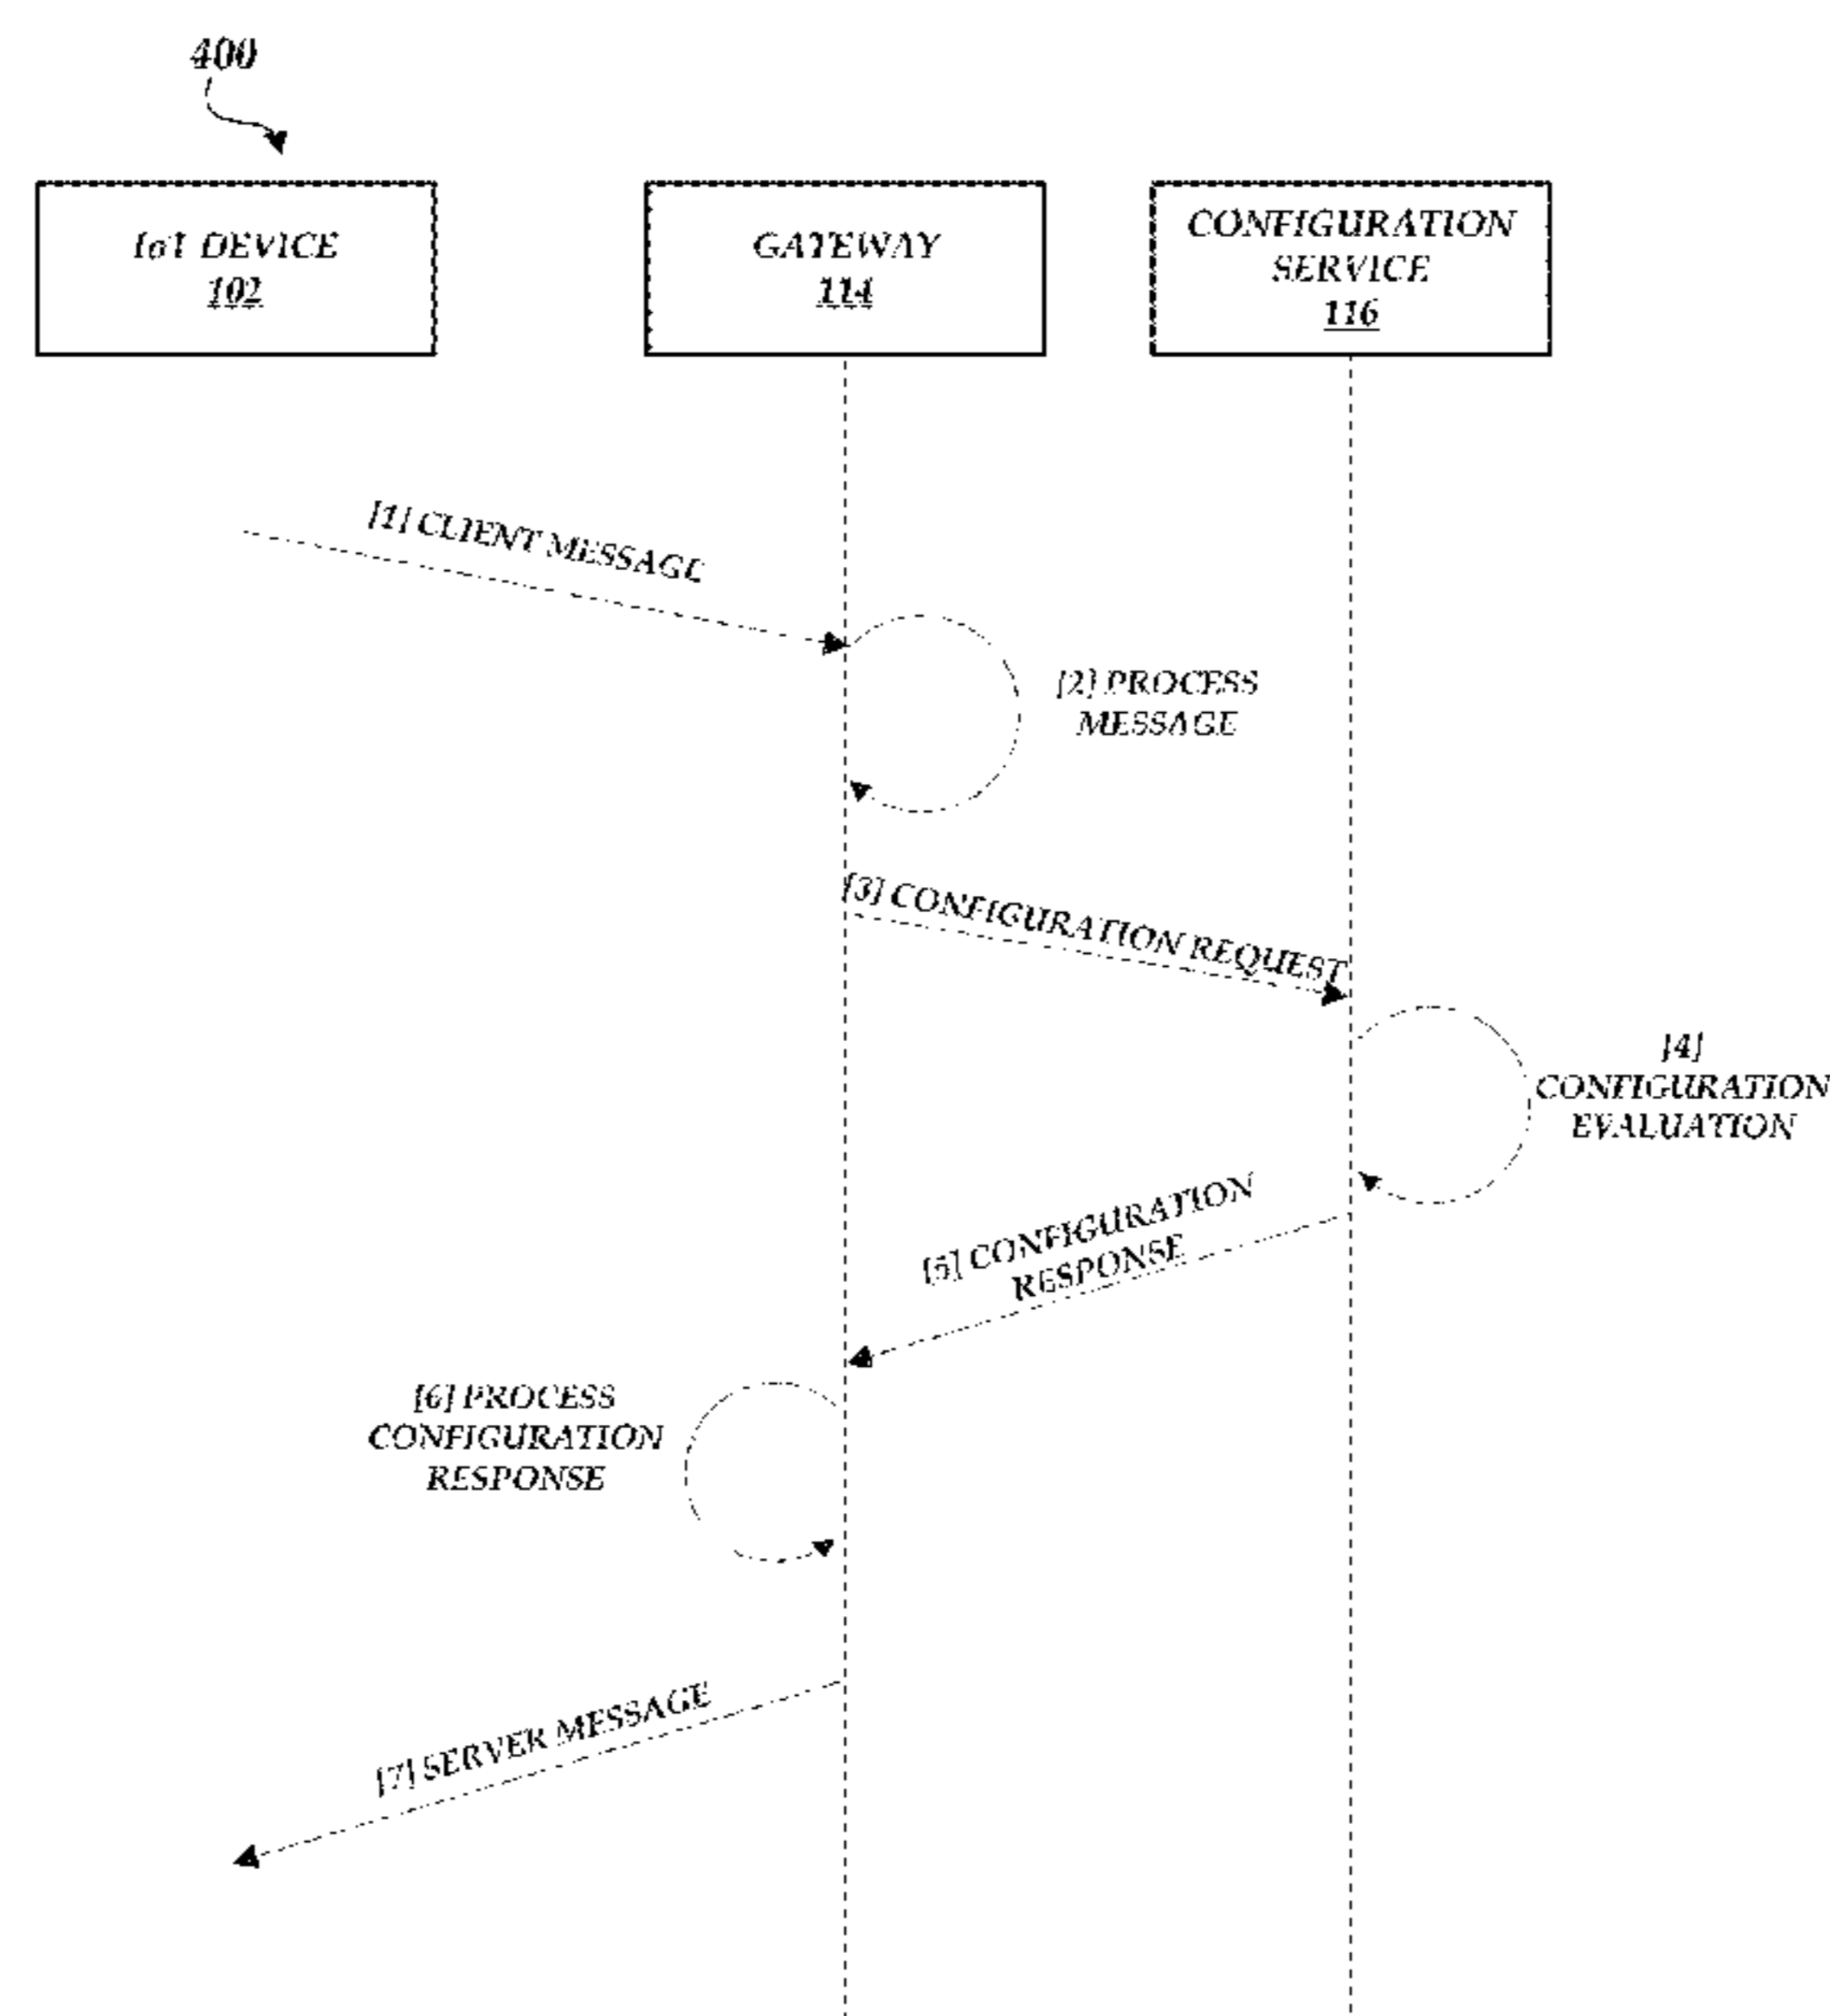 400
IoT DEVICE
102
GATEWAY
114
CONFIGURATION
SERVICE
116
[1] CLIENT MESSAGE
[2] PROCESS
MESSAGE
[3] CONFIGURATION REQUEST
[4]
CONFIGURATION
EVALUATION
[5] CONFIGURATION
RESPONSE
[6] PROCESS
CONFIGURATION
RESPONSE
[7] SERVER MESSAGE